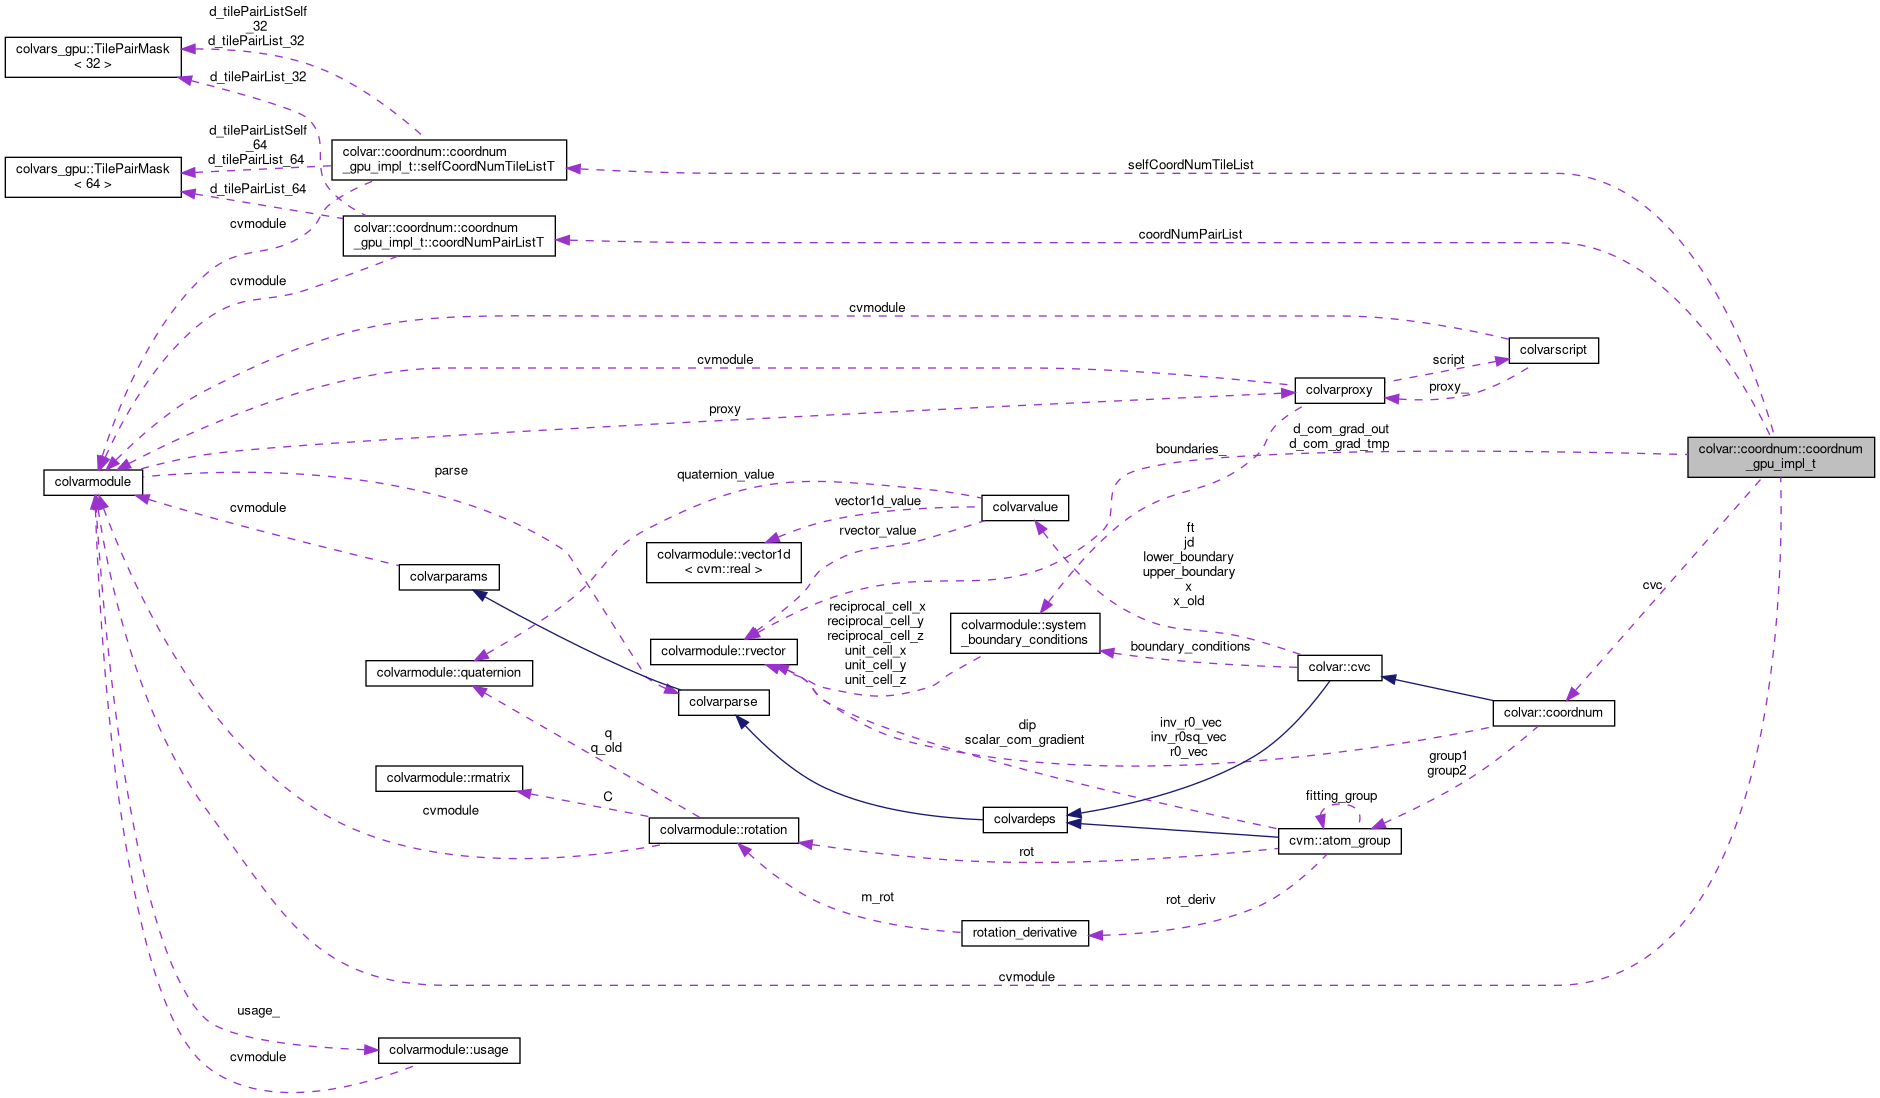 d_tilePairListSelf
_32
d_tilePairList_32
colvars_gpu::TilePairMask
< 32 >
d_tilePairList_32
d_tilePairListSelf
_64
d_tilePairList_64
colvars_gpu::TilePairMask
< 64 >
d_tilePairList_64
colvar::coordnum::coordnum
_gpu_impl_t::selfCoordNumTileListT
selfCoordNumTileList
colvar::coordnum::coordnum
_gpu_impl_t::coordNumPairListT
coordNumPairList
cvmodule
cvmodule
cvmodule
colvarscript
cvmodule
script
colvarproxy
proxy_
proxy
d_com_grad_out
d_com_grad_tmp
boundaries_
colvar::coordnum::coordnum
_gpu_impl_t
parse
quaternion_value
colvarmodule
vector1d_value
colvarvalue
cvmodule
rvector_value
ft
jd
lower_boundary
upper_boundary
x
x_old
colvarmodule::vector1d
< cvm::real >
colvarparams
cvc
reciprocal_cell_x
reciprocal_cell_y
reciprocal_cell_z
unit_cell_x
unit_cell_y
unit_cell_z
colvarmodule::system
_boundary_conditions
boundary_conditions
colvarmodule::rvector
colvar::cvc
colvarmodule::quaternion
colvarparse
colvar::coordnum
q
q_old
dip
scalar_com_gradient
inv_r0_vec
inv_r0sq_vec
r0_vec
group1
group2
colvarmodule::rmatrix
C
fitting_group
cvmodule
colvarmodule::rotation
colvardeps
cvm::atom_group
rot
m_rot
rot_deriv
rotation_derivative
cvmodule
usage_
colvarmodule::usage
cvmodule